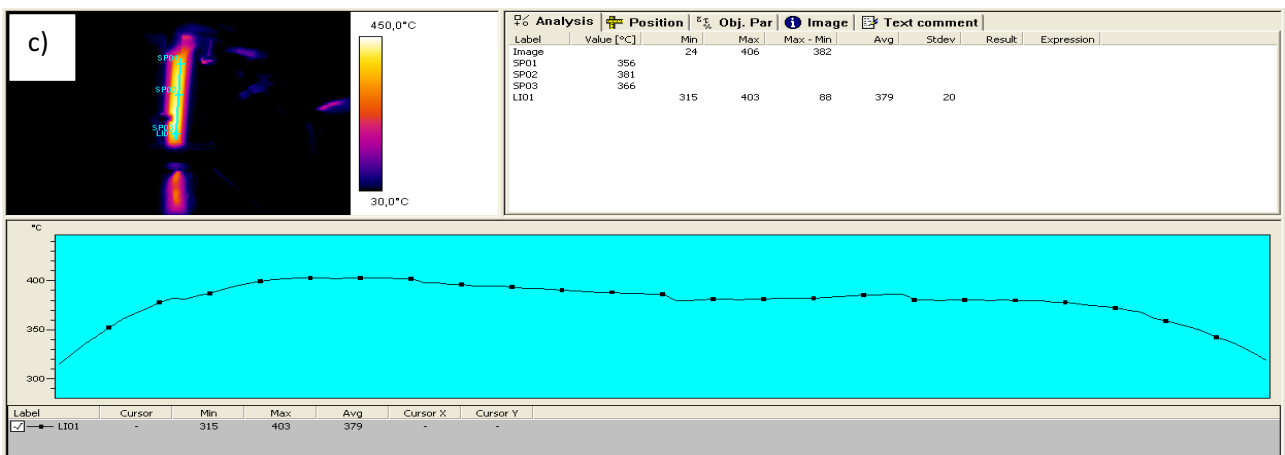 c)
450,0°C
SP01
SP02
SP03
LI01
30,0°C
Analysis Position Obj. Par Image Text comment
Label Value [°C] Min Max Max - Min Avg Stdev Result Expression
Image 24 406 382
SP01 356
SP02 381
SP03 366
LI01 315 403 88 379 20
°C
400
350
300
Label Cursor Min Max Avg Cursor X Cursor Y
LI01 - 315 403 379 - -